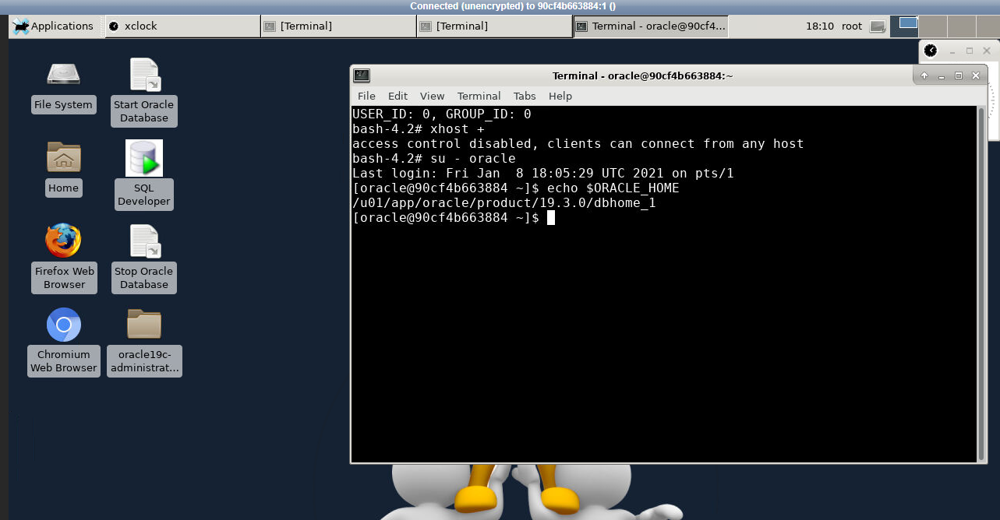 Connected (unencrypted) to 90cf4b663884:1 ()
Applications
xclock
[Terminal]
[Terminal]
Terminal - oracle@90cf4...
18:10
root
File System
Start Oracle
Database
Home
SQL
Developer
Firefox Web
Browser
Stop Oracle
Database
Chromium
Web Browser
oracle19c-
administrat...
Terminal - oracle@90cf4b663884:~
File Edit View Terminal Tabs Help
USER_ID: 0, GROUP_ID: 0
bash-4.2# xhost +
access control disabled, clients can connect from any host
bash-4.2# su - oracle
Last login: Fri Jan  8 18:05:29 UTC 2021 on pts/1
[oracle@90cf4b663884 ~]$ echo $ORACLE_HOME
/u01/app/oracle/product/19.3.0/dbhome_1
[oracle@90cf4b663884 ~]$